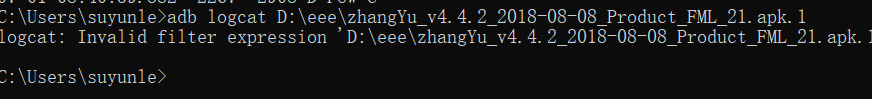 C:\Users\suyunle>adb logcat D:\eee\zhangYu_v4.4.2_2018-08-08_Product_FML_21.apk.1
logcat: Invalid filter expression 'D:\eee\zhangYu_v4.4.2_2018-08-08_Product_FML_21.apk.1
C:\Users\suyunle>